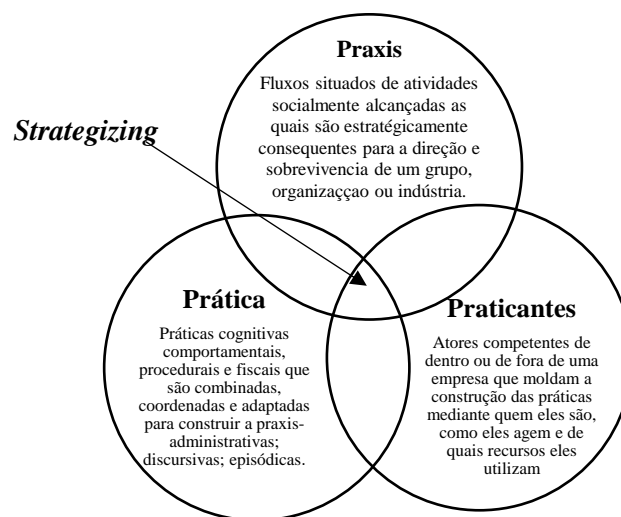 Praxis
Fluxos situados de atividades
socialmente alcançadas as
quais são estratégicamente
consequentes para a direção e
sobrevivencia de um grupo,
organizaççao ou indústria.
Strategizing
Prática
Práticas cognitivas
comportamentais,
procedurais e fiscais que
são combinadas,
coordenadas e adaptadas
para construir a praxis-
administrativas;
discursivas; episódicas.
Praticantes
Atores competentes de
dentro ou de fora de uma
empresa que moldam a
construção das práticas
mediante quem eles são,
como eles agem e de
quais recursos eles
utilizam